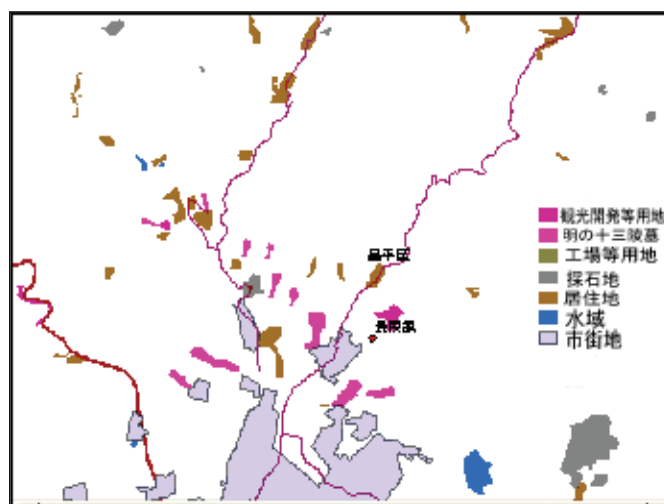 観光開発等用地
明の十三陵墓
工場等用地
採石地
昌平区
居住地
水域
長陵鎮
市街地